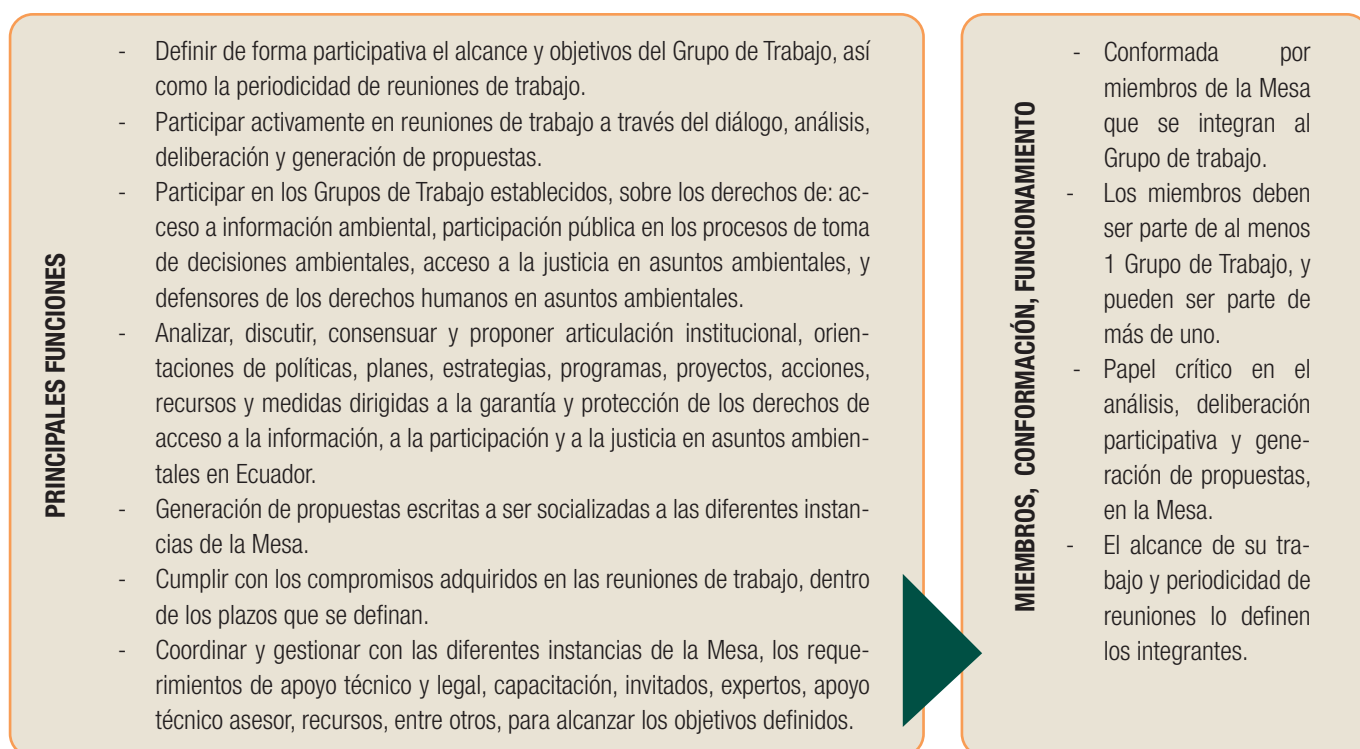 PRINCIPALES FUNCIONES
- Definir de forma participativa el alcance y objetivos del Grupo de Trabajo, así
como la periodicidad de reuniones de trabajo.
- Participar activamente en reuniones de trabajo a través del diálogo, análisis,
deliberación y generación de propuestas.
- Participar en los Grupos de Trabajo establecidos, sobre los derechos de: ac-
ceso a información ambiental, participación pública en los procesos de toma
de decisiones ambientales, acceso a la justicia en asuntos ambientales, y
defensores de los derechos humanos en asuntos ambientales.
- Analizar, discutir, consensuar y proponer articulación institucional, orien-
taciones de políticas, planes, estrategias, programas, proyectos, acciones,
recursos y medidas dirigidas a la garantía y protección de los derechos de
acceso a la información, a la participación y a la justicia en asuntos ambien-
tales en Ecuador.
- Generación de propuestas escritas a ser socializadas a las diferentes instan-
cias de la Mesa.
- Cumplir con los compromisos adquiridos en las reuniones de trabajo, dentro
de los plazos que se definan.
- Coordinar y gestionar con las diferentes instancias de la Mesa, los reque-
rimientos de apoyo técnico y legal, capacitación, invitados, expertos, apoyo
técnico asesor, recursos, entre otros, para alcanzar los objetivos definidos.
MIEMBROS, CONFORMACIÓN, FUNCIONAMIENTO
- Conformada por
miembros de la Mesa
que se integran al
Grupo de trabajo.
- Los miembros deben
ser parte de al menos
1 Grupo de Trabajo, y
pueden ser parte de
más de uno.
- Papel crítico en el
análisis, deliberación
participativa y gene-
ración de propuestas,
en la Mesa.
- El alcance de su tra-
bajo y periodicidad de
reuniones lo definen
los integrantes.